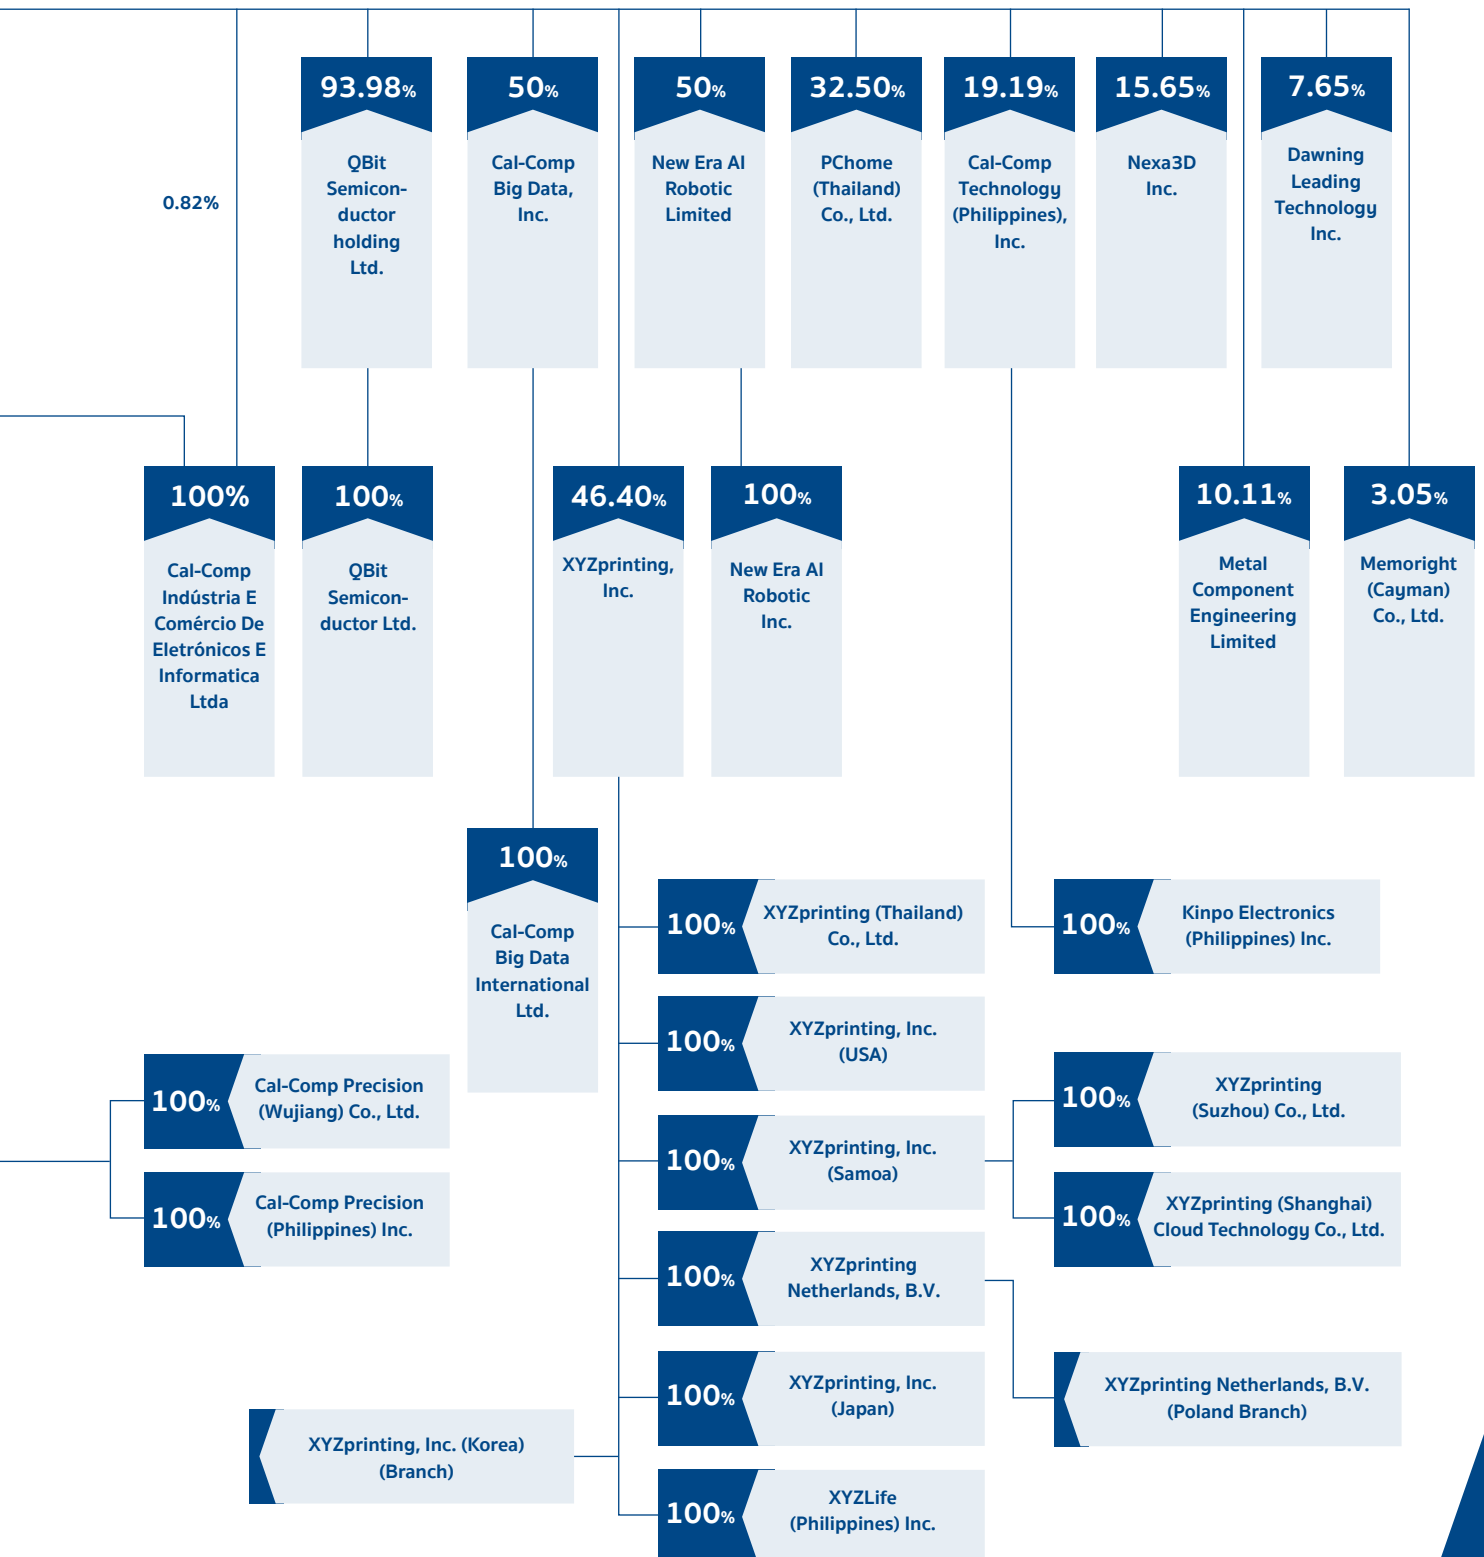 93.98%
QBit
Semicon-
ductor
holding
Ltd.
50%
Cal-Comp
Big Data,
Inc.
50%
New Era AI
Robotic
Limited
32.50%
PChome
(Thailand)
Co., Ltd.
19.19%
Cal-Comp
Technology
(Philippines),
Inc.
15.65%
Nexa3D
Inc.
7.65%
Dawning
Leading
Technology
Inc.
0.82%
100%
Cal-Comp
Indústria E
Comércio De
Eletrónicos E
Informatica
Ltda
100%
QBit
Semicon-
ductor Ltd.
46.40%
XYZprinting,
Inc.
100%
New Era AI
Robotic
Inc.
10.11%
Metal
Component
Engineering
Limited
3.05%
Memoright
(Cayman)
Co., Ltd.
100%
Cal-Comp
Big Data
International
Ltd.
100%
XYZprinting (Thailand)
Co., Ltd.
100%
Kinpo Electronics
(Philippines) Inc.
100%
XYZprinting, Inc.
(USA)
100%
Cal-Comp Precision
(Wujiang) Co., Ltd.
100%
XYZprinting
(Suzhou) Co., Ltd.
100%
XYZprinting, Inc.
(Samoa)
100%
Cal-Comp Precision
(Philippines) Inc.
100%
XYZprinting (Shanghai)
Cloud Technology Co., Ltd.
100%
XYZprinting
Netherlands, B.V.
100%
XYZprinting, Inc.
(Japan)
XYZprinting Netherlands, B.V.
(Poland Branch)
XYZprinting, Inc. (Korea)
(Branch)
100%
XYZLife
(Philippines) Inc.